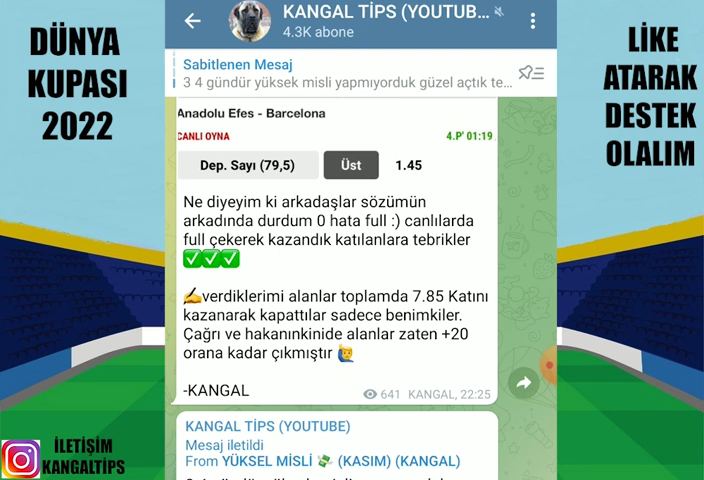 DÜNYA
KUPASI
2022
KANGAL TİPS (YOUTUB...
4.3K abone
Sabitlenen Mesaj
3 4 gündür yüksek misli yapmıyorduk güzel açtık te...
Anadolu Efes - Barcelona
CANLI OYNA
4.P' 01:19
Dep. Sayı (79,5) Üst 1.45
Ne diyeyim ki arkadaşlar sözümün
arkadında durdum 0 hata full :) canlılarda
full çekerek kazandık katılanlara tebrikler
✅✅✅
✍verdiklerimi alanlar toplamda 7.85 Katını
kazanarak kapattılar sadece benimkiler.
Çağrı ve hakanınkinide alanlar zaten +20
orana kadar çıkmıştır 🙋‍♂️
-KANGAL
641 KANGAL, 22:25
KANGAL TİPS (YOUTUBE)
Mesaj iletildi
From YÜKSEL MİSLİ 💸 (KASIM) (KANGAL)
LİKE
ATARAK
DESTEK
OLALIM
İLETİŞİM
KANGALTİPS